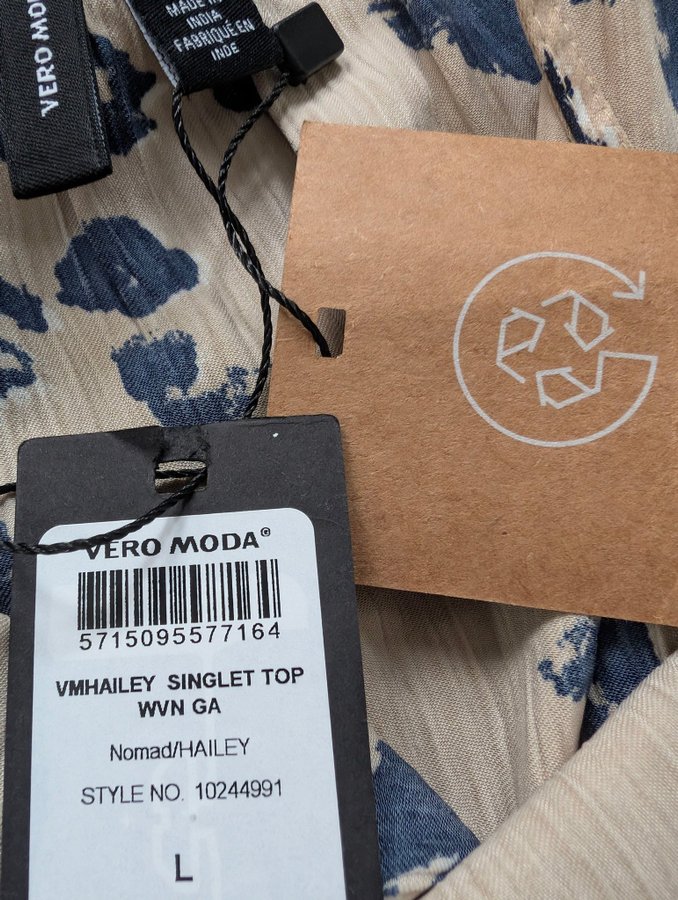 VERO MO
MADE IN
INDIA
FABRIQUÉ EN
INDE
VERO MODA©
5715095577164
VMHAILEY SINGLET TOP
WVN GA
Nomad/HAILEY
STYLE NO. 10244991
L